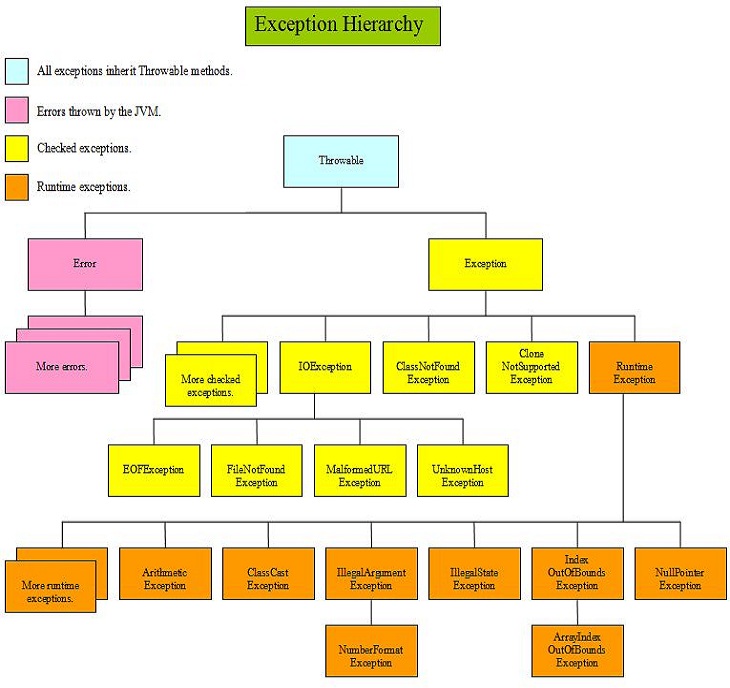 Exception Hierarchy
All exceptions inherit Throwable methods.
Errors thrown by the JVM.
Checked exceptions.
Runtime exceptions.
Throwable
Error
Exception
More errors.
More checked
exceptions.
IOException
ClassNotFound
Exception
Clone
NotSupported
Exception
Runtime
Exception
EOFException
FileNotFound
Exception
MalformedURL
Exception
UnknownHost
Exception
More runtime
exceptions.
Arithmetic
Exception
ClassCast
Exception
IllegalArgument
Exception
IllegalState
Exception
Index
OutOfBounds
Exception
NullPointer
Exception
NumberFormat
Exception
ArrayIndex
OutOfBounds
Exception